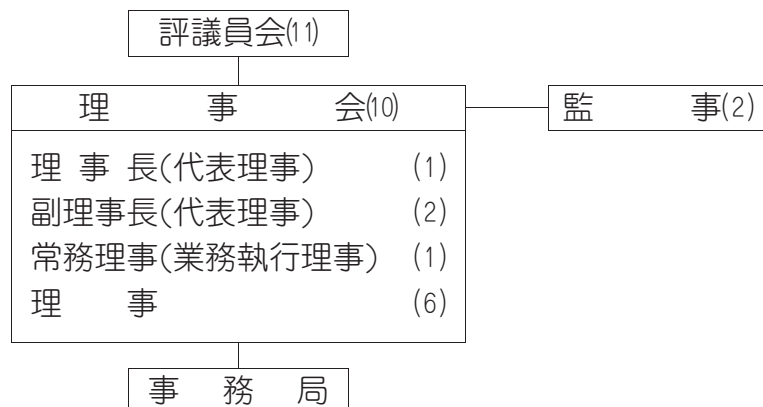 評議員会(11)
理事会(10)
監事(2)
理事長(代表理事) (1)
副理事長(代表理事) (2)
常務理事(業務執行理事) (1)
理事 (6)
事務局